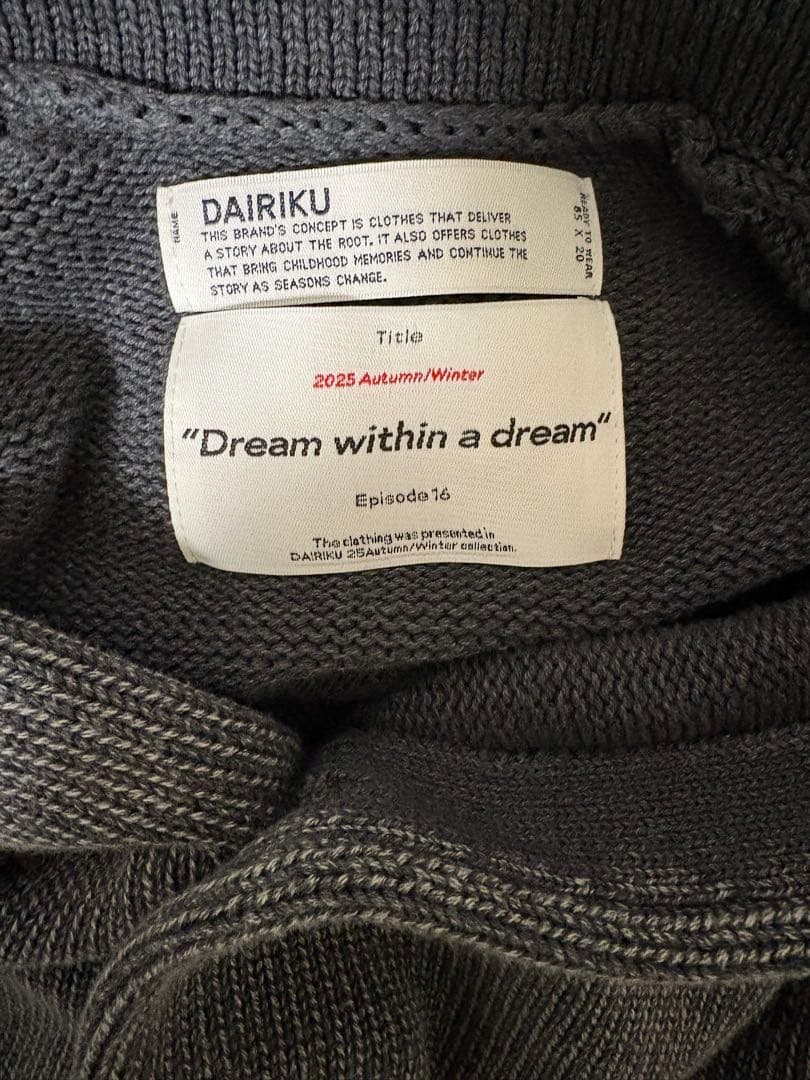 NAME
DAIRIKU
THIS BRAND'S CONCEPT IS CLOTHES THAT DELIVER
A STORY ABOUT THE ROOT. IT ALSO OFFERS CLOTHES
THAT BRING CHILDHOOD MEMORIES AND CONTINUE THE
STORY AS SEASONS CHANGE.
READY TO WEAR
85 X 20
Title
2025 Autumn/Winter
"Dream within a dream"
Episode 16
The clothing was presented in
DAIRIKU 25Autumn/Winter collection.